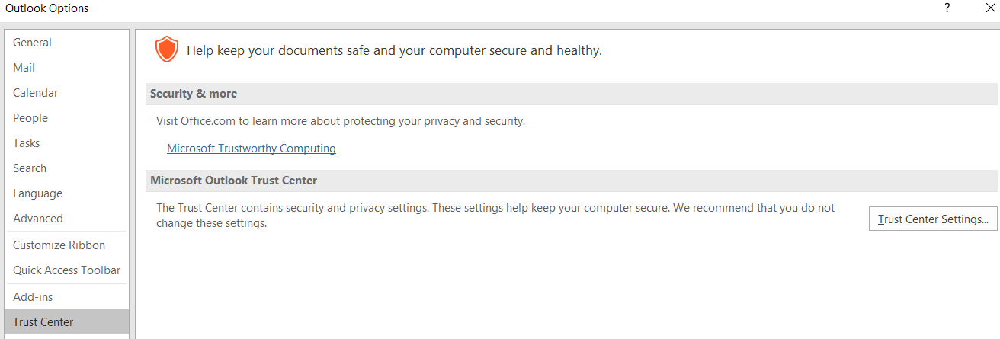 Outlook Options
?
General
Mail
Calendar
People
Tasks
Search
Language
Advanced
Customize Ribbon
Quick Access Toolbar
Add-ins
Trust Center
Help keep your documents safe and your computer secure and healthy.
Security & more
Visit Office.com to learn more about protecting your privacy and security.
Microsoft Trustworthy Computing
Microsoft Outlook Trust Center
The Trust Center contains security and privacy settings. These settings help keep your computer secure. We recommend that you do not
change these settings.
Trust Center Settings...